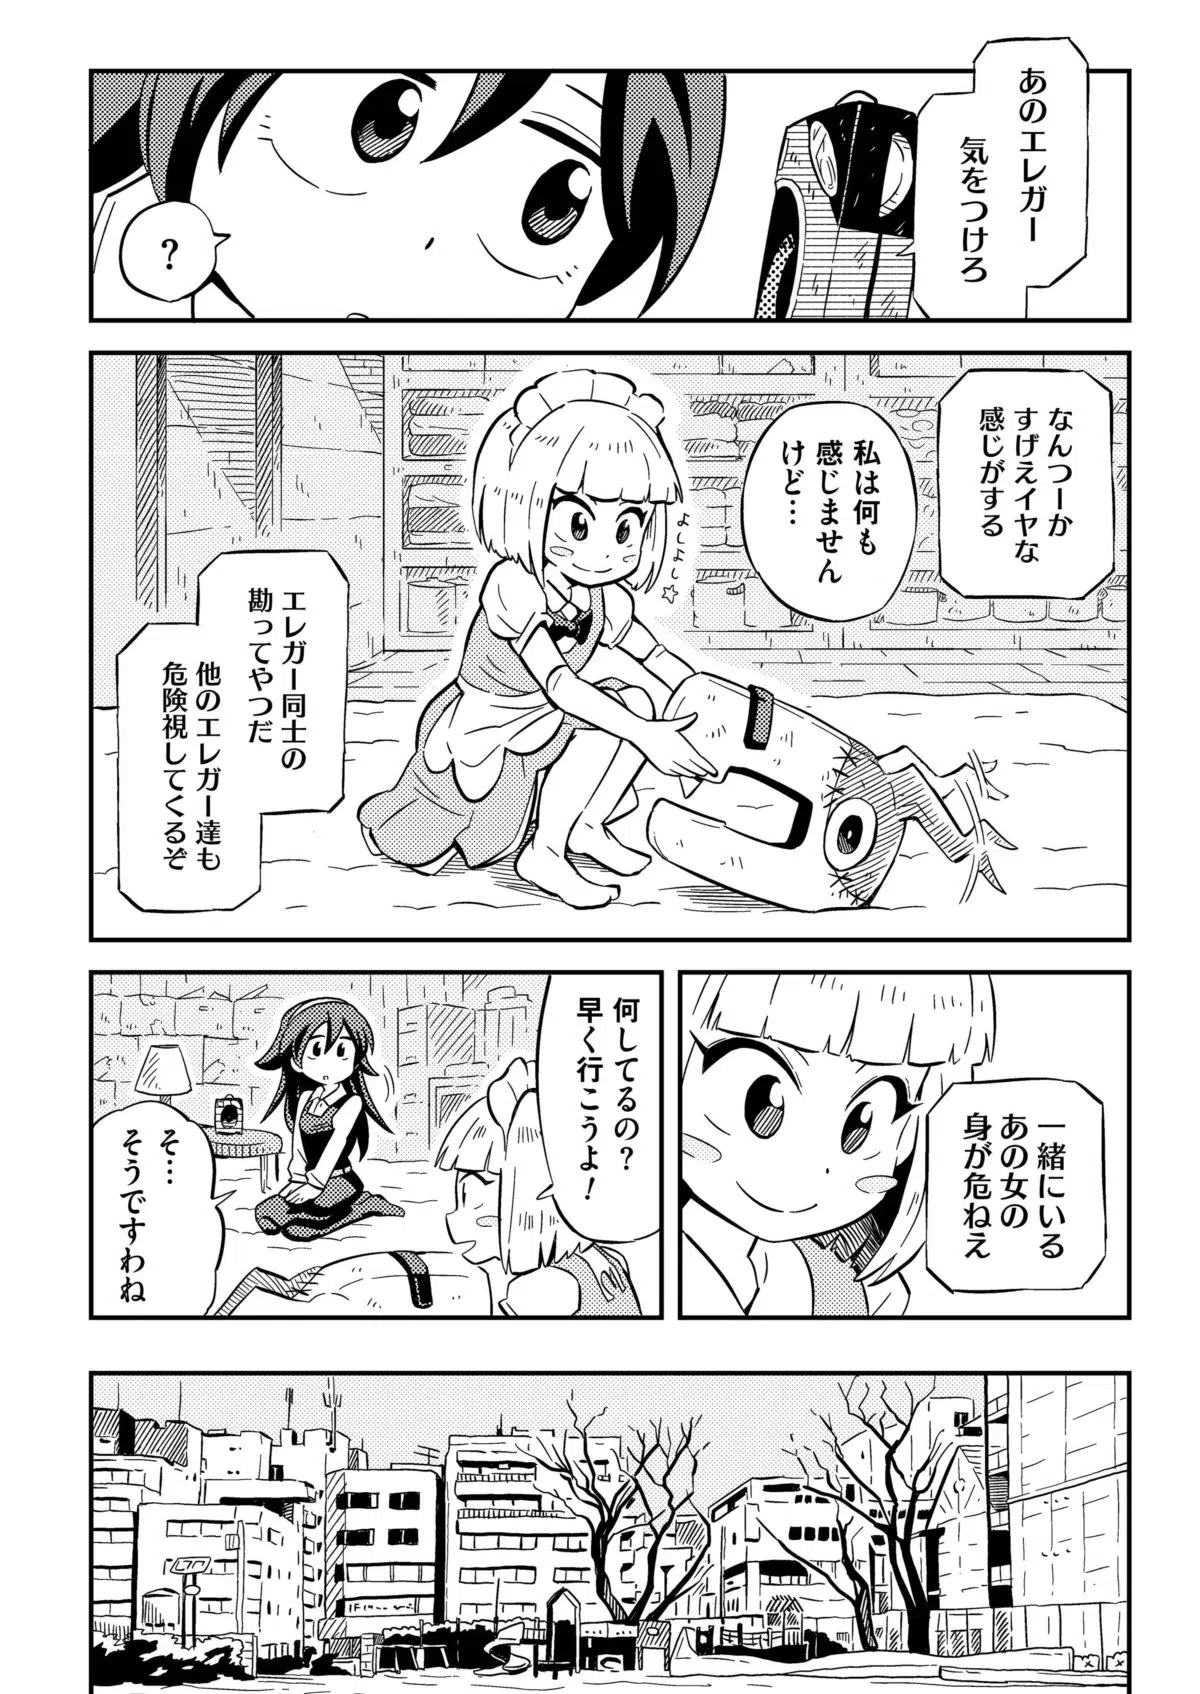 あのエレガー
気をつけろ
?
なんつーか
すげえイヤな
感じがする
私は何も
感じません
けど…
よしよし☆
エレガー同士の
勘ってやつだ
他のエレガー達も
危険視してくるぞ
一緒にいる
あの女の
身が危ねえ
何してるの?
早く行こうよ!
そ…
そうですわね